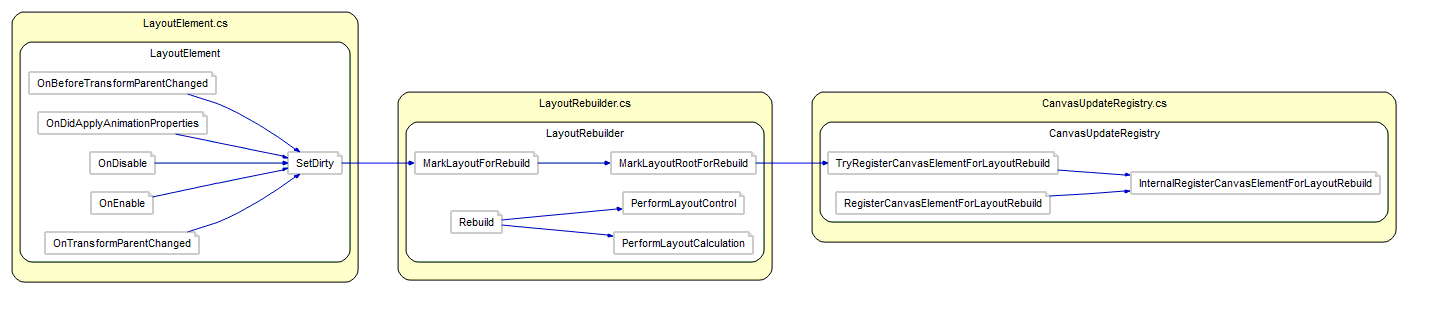 LayoutElement.cs
LayoutElement
OnBeforeTransformParentChanged
OnDidApplyAnimationProperties
OnDisable
OnEnable
OnTransformParentChanged
SetDirty
LayoutRebuilder.cs
LayoutRebuilder
MarkLayoutForRebuild
MarkLayoutRootForRebuild
Rebuild
PerformLayoutControl
PerformLayoutCalculation
CanvasUpdateRegistry.cs
CanvasUpdateRegistry
TryRegisterCanvasElementForLayoutRebuild
RegisterCanvasElementForLayoutRebuild
InternalRegisterCanvasElementForLayoutRebuild